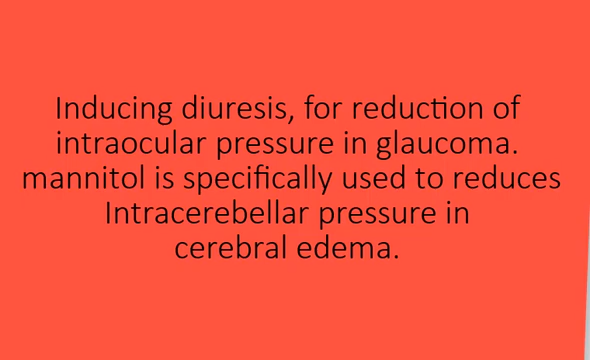 Inducing diuresis, for reduction of
intraocular pressure in glaucoma.
mannitol is specifically used to reduces
Intracerebellar pressure in
cerebral edema.